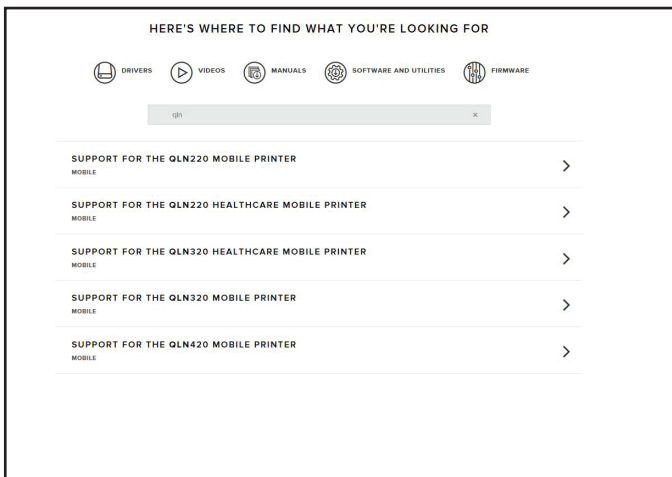 HERE'S WHERE TO FIND WHAT YOU'RE LOOKING FOR
DRIVERS VIDEOS MANUALS SOFTWARE AND UTILITIES FIRMWARE
qln ×
SUPPORT FOR THE QLN220 MOBILE PRINTER
MOBILE
SUPPORT FOR THE QLN220 HEALTHCARE MOBILE PRINTER
MOBILE
SUPPORT FOR THE QLN320 HEALTHCARE MOBILE PRINTER
MOBILE
SUPPORT FOR THE QLN320 MOBILE PRINTER
MOBILE
SUPPORT FOR THE QLN420 MOBILE PRINTER
MOBILE